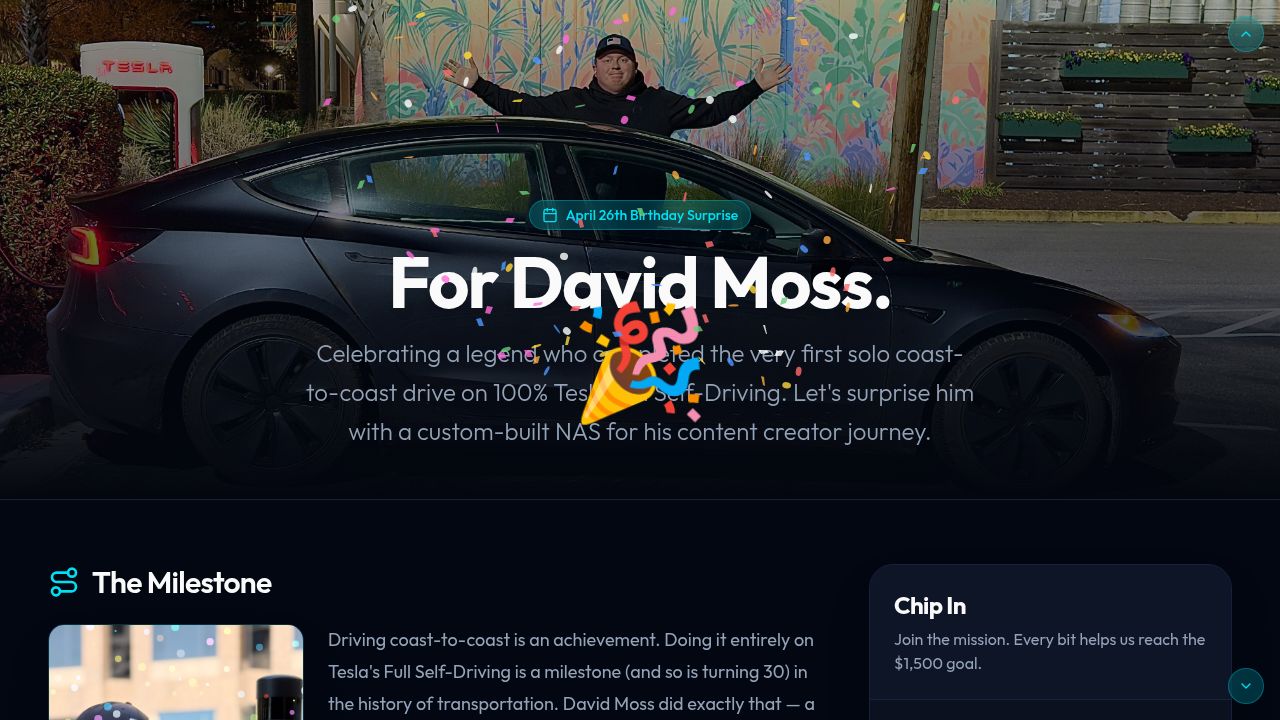 TESLA
April 26th Birthday Surprise
For David Moss.
Celebrating a legend who completed the very first solo coast-
to-coast drive on 100% Tesla Self-Driving. Let's surprise him
with a custom-built NAS for his content creator journey.
The Milestone
Driving coast-to-coast is an achievement. Doing it entirely on
Tesla's Full Self-Driving is a milestone (and so is turning 30) in
the history of transportation. David Moss did exactly that — a
Chip In
Join the mission. Every bit helps us reach the
$1,500 goal.